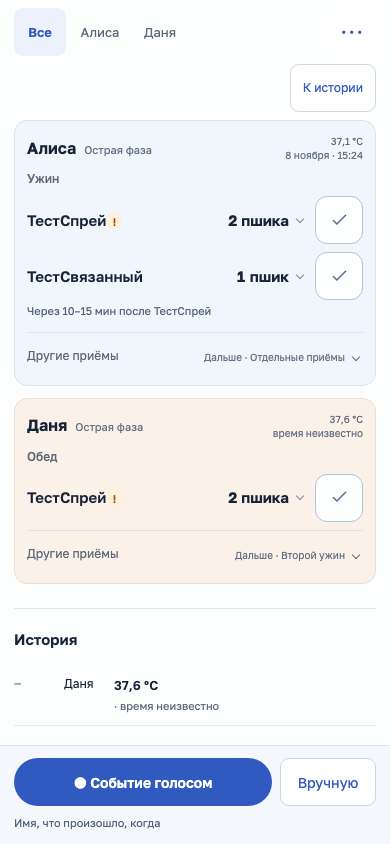 Все Алиса Даня ...
К истории
Алиса Острая фаза 37,1 °C
8 ноября · 15:24
Ужин
ТестСпрей ! 2 пшика
ТестСвязанный 1 пшик
Через 10–15 мин после ТестСпрей
Другие приёмы Дальше · Отдельные приёмы
Даня Острая фаза 37,6 °C
время неизвестно
Обед
ТестСпрей ! 2 пшика
Другие приёмы Дальше · Второй ужин
История
– Даня 37,6 °C
· время неизвестно
Событие голосом Вручную
Имя, что произошло, когда